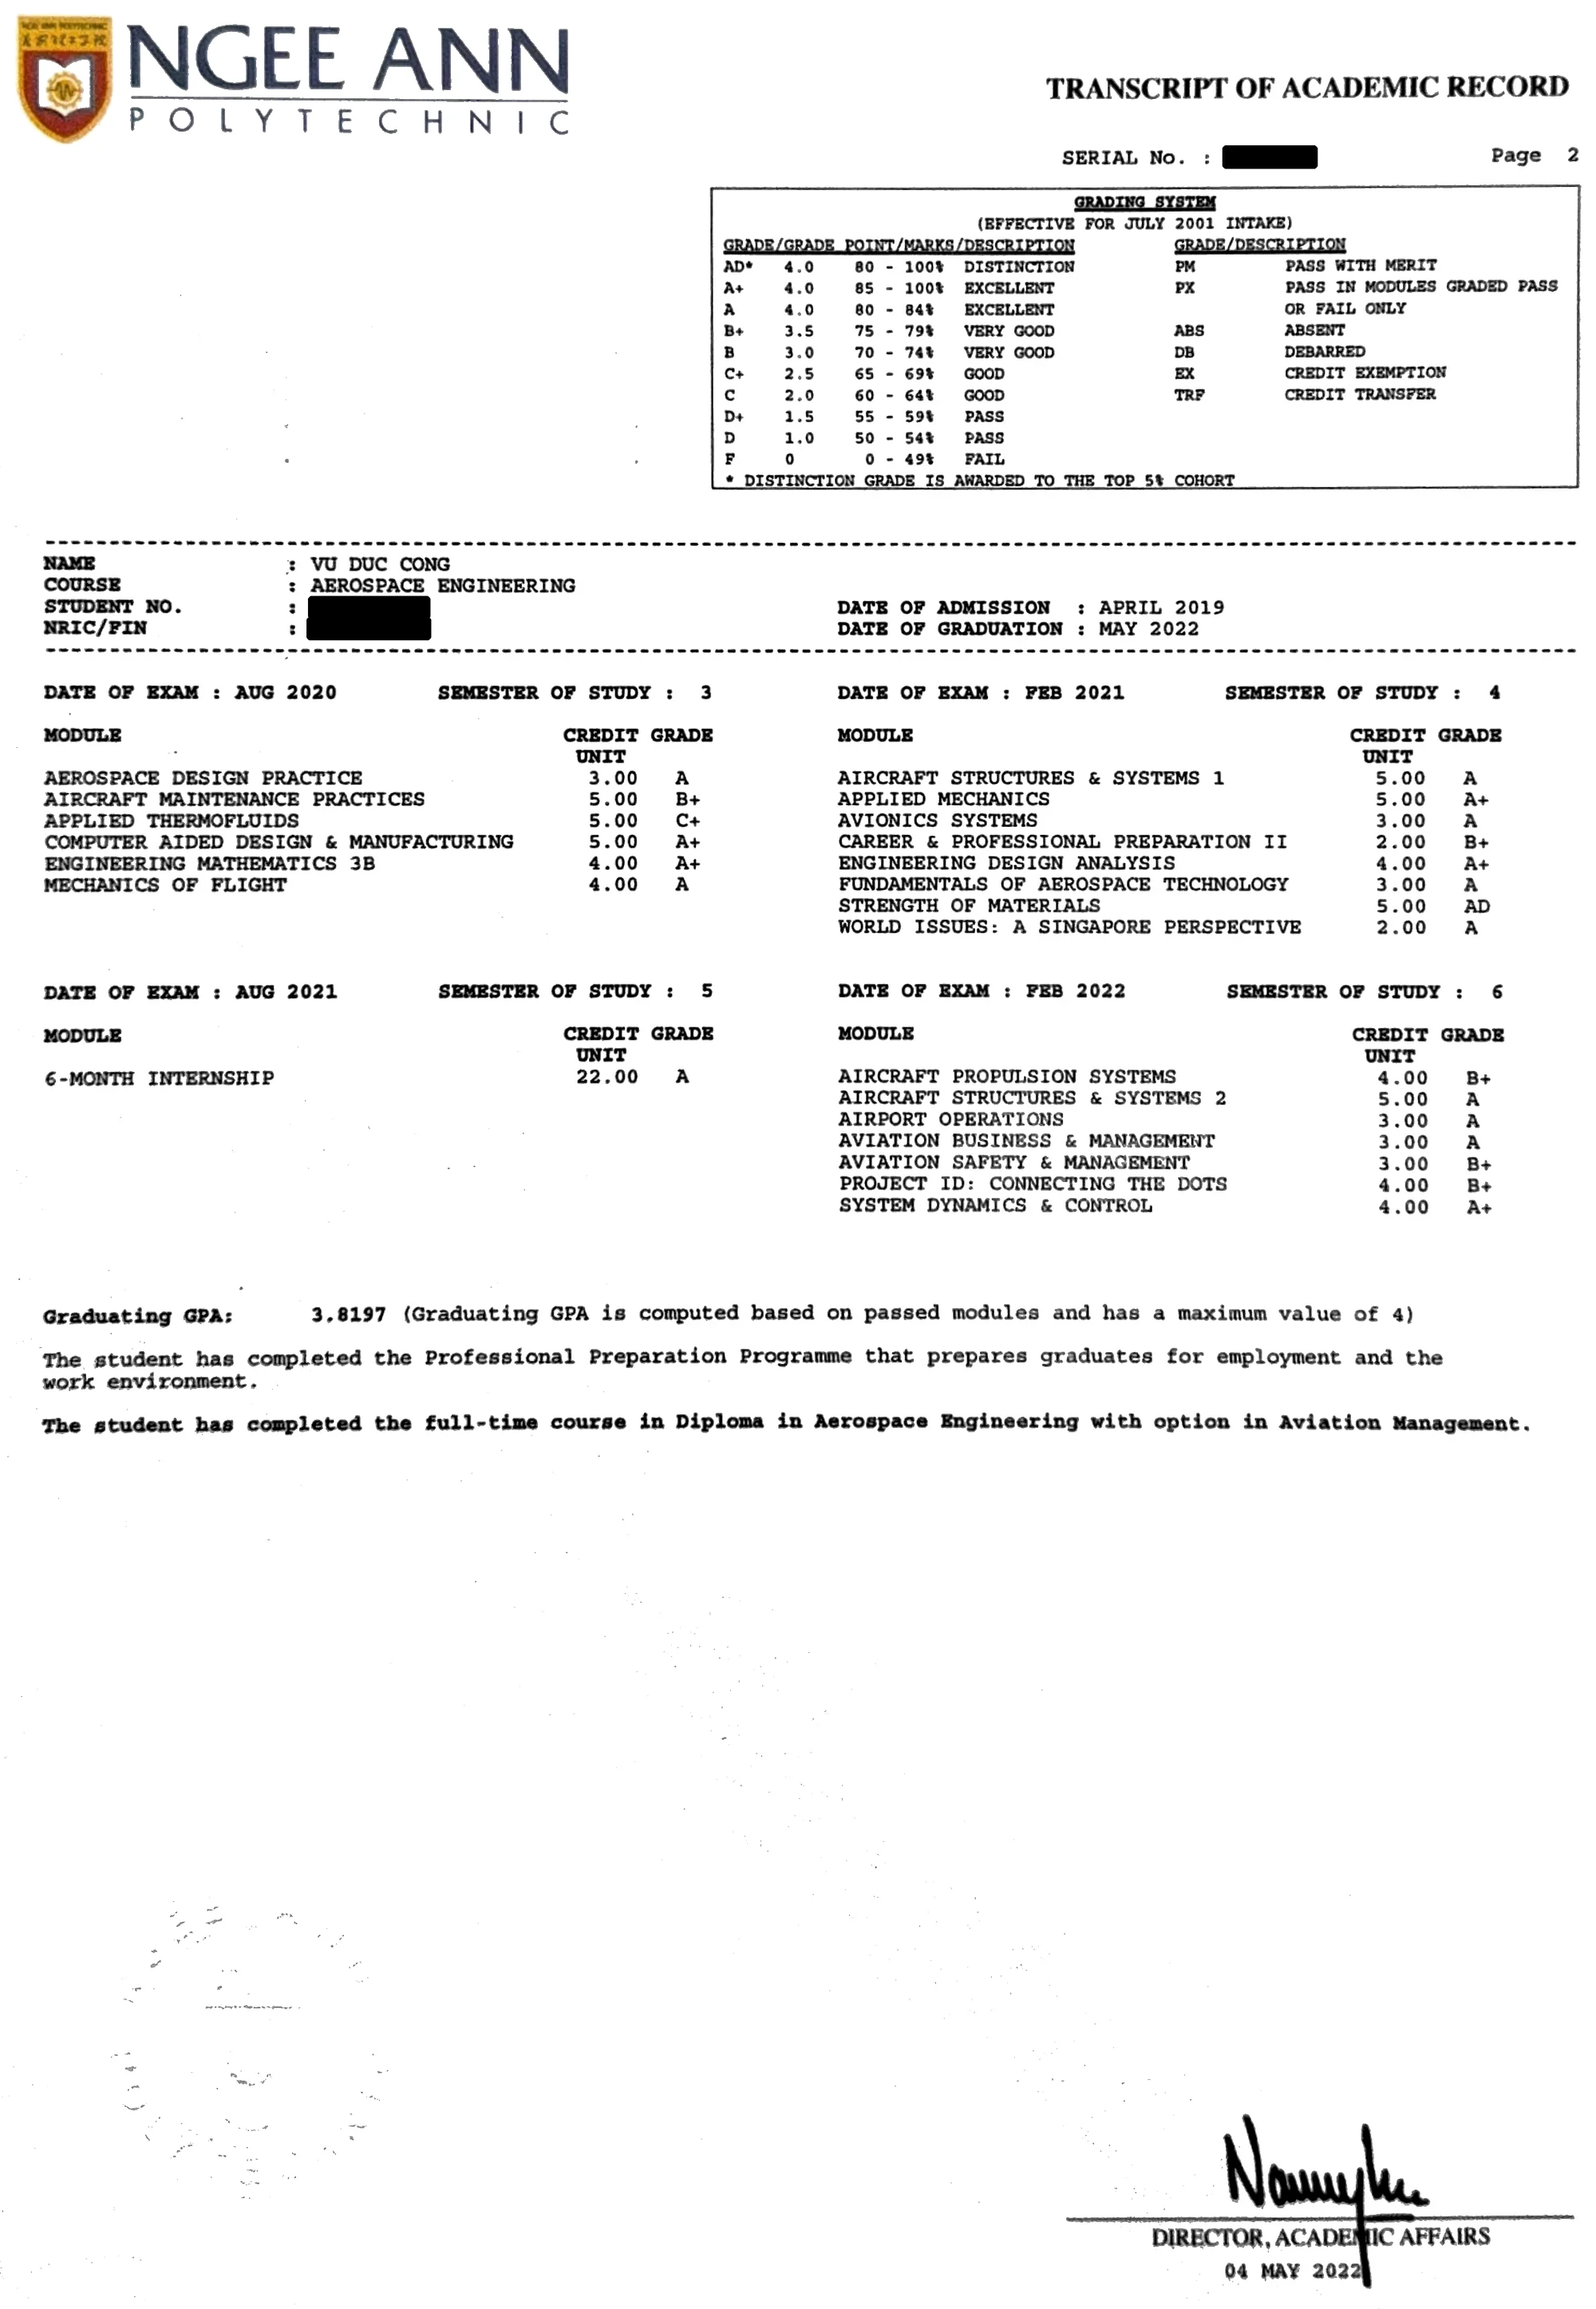 NGEE ANN
POLYTECHNIC
TRANSCRIPT OF ACADEMIC RECORD
SERIAL No. :
Page 2
GRADING SYSTEM
(EFFECTIVE FOR JULY 2001 INTAKE)
GRADE/GRADE POINT/MARKS/DESCRIPTION GRADE/DESCRIPTION
AD* 4.0 80 - 100% DISTINCTION PM PASS WITH MERIT
A+ 4.0 85 - 100% EXCELLENT PX PASS IN MODULES GRADED PASS
A 4.0 80 - 84% EXCELLENT OR FAIL ONLY
B+ 3.5 75 - 79% VERY GOOD ABS ABSENT
B 3.0 70 - 74% VERY GOOD DB DEBARRED
C+ 2.5 65 - 69% GOOD EX CREDIT EXEMPTION
C 2.0 60 - 64% GOOD TRF CREDIT TRANSFER
D+ 1.5 55 - 59% PASS
D 1.0 50 - 54% PASS
F 0 0 - 49% FAIL
* DISTINCTION GRADE IS AWARDED TO THE TOP 5% COHORT
NAME : VU DUC CONG
COURSE : AEROSPACE ENGINEERING
STUDENT NO. : DATE OF ADMISSION : APRIL 2019
NRIC/FIN : DATE OF GRADUATION : MAY 2022
DATE OF EXAM : AUG 2020 SEMESTER OF STUDY : 3
MODULE CREDIT GRADE
UNIT
AEROSPACE DESIGN PRACTICE 3.00 A
AIRCRAFT MAINTENANCE PRACTICES 5.00 B+
APPLIED THERMOFLUIDS 5.00 C+
COMPUTER AIDED DESIGN & MANUFACTURING 5.00 A+
ENGINEERING MATHEMATICS 3B 4.00 A+
MECHANICS OF FLIGHT 4.00 A
DATE OF EXAM : FEB 2021 SEMESTER OF STUDY : 4
MODULE CREDIT GRADE
UNIT
AIRCRAFT STRUCTURES & SYSTEMS 1 5.00 A
APPLIED MECHANICS 5.00 A+
AVIONICS SYSTEMS 3.00 A
CAREER & PROFESSIONAL PREPARATION II 2.00 B+
ENGINEERING DESIGN ANALYSIS 4.00 A+
FUNDAMENTALS OF AEROSPACE TECHNOLOGY 3.00 A
STRENGTH OF MATERIALS 5.00 AD
WORLD ISSUES: A SINGAPORE PERSPECTIVE 2.00 A
DATE OF EXAM : AUG 2021 SEMESTER OF STUDY : 5
MODULE CREDIT GRADE
UNIT
6-MONTH INTERNSHIP 22.00 A
DATE OF EXAM : FEB 2022 SEMESTER OF STUDY : 6
MODULE CREDIT GRADE
UNIT
AIRCRAFT PROPULSION SYSTEMS 4.00 B+
AIRCRAFT STRUCTURES & SYSTEMS 2 5.00 A
AIRPORT OPERATIONS 3.00 A
AVIATION BUSINESS & MANAGEMENT 3.00 A
AVIATION SAFETY & MANAGEMENT 3.00 B+
PROJECT ID: CONNECTING THE DOTS 4.00 B+
SYSTEM DYNAMICS & CONTROL 4.00 A+
Graduating GPA: 3.8197 (Graduating GPA is computed based on passed modules and has a maximum value of 4)
The student has completed the Professional Preparation Programme that prepares graduates for employment and the
work environment.
The student has completed the full-time course in Diploma in Aerospace Engineering with option in Aviation Management.
DIRECTOR, ACADEMIC AFFAIRS
04 MAY 2022